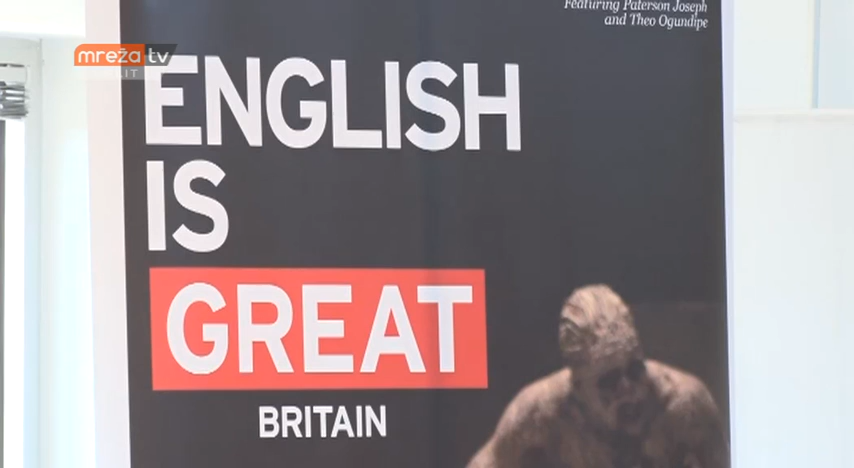 Featuring Paterson Joseph
and Theo Ogundipe
mreža tv
ENGLISH
IS
GREAT
BRITAIN